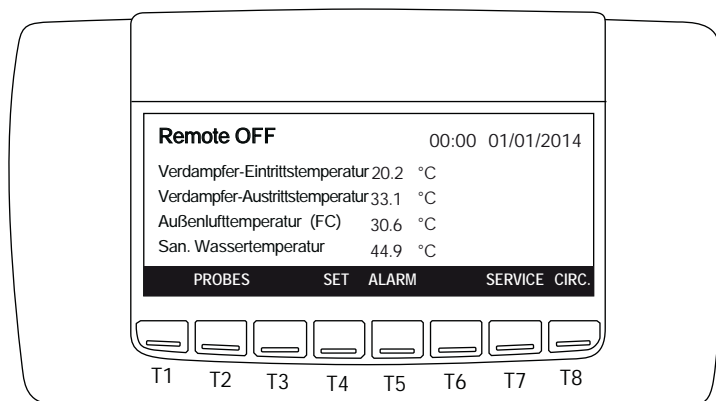 Remote OFF 00:00 01/01/2014
Verdampfer-Eintrittstemperatur 20.2 °C
Verdampfer-Austrittstemperatur 33.1 °C
Außenlufttemperatur (FC) 30.6 °C
San. Wassertemperatur 44.9 °C
PROBES SET ALARM SERVICE CIRC.
T1 T2 T3 T4 T5 T6 T7 T8